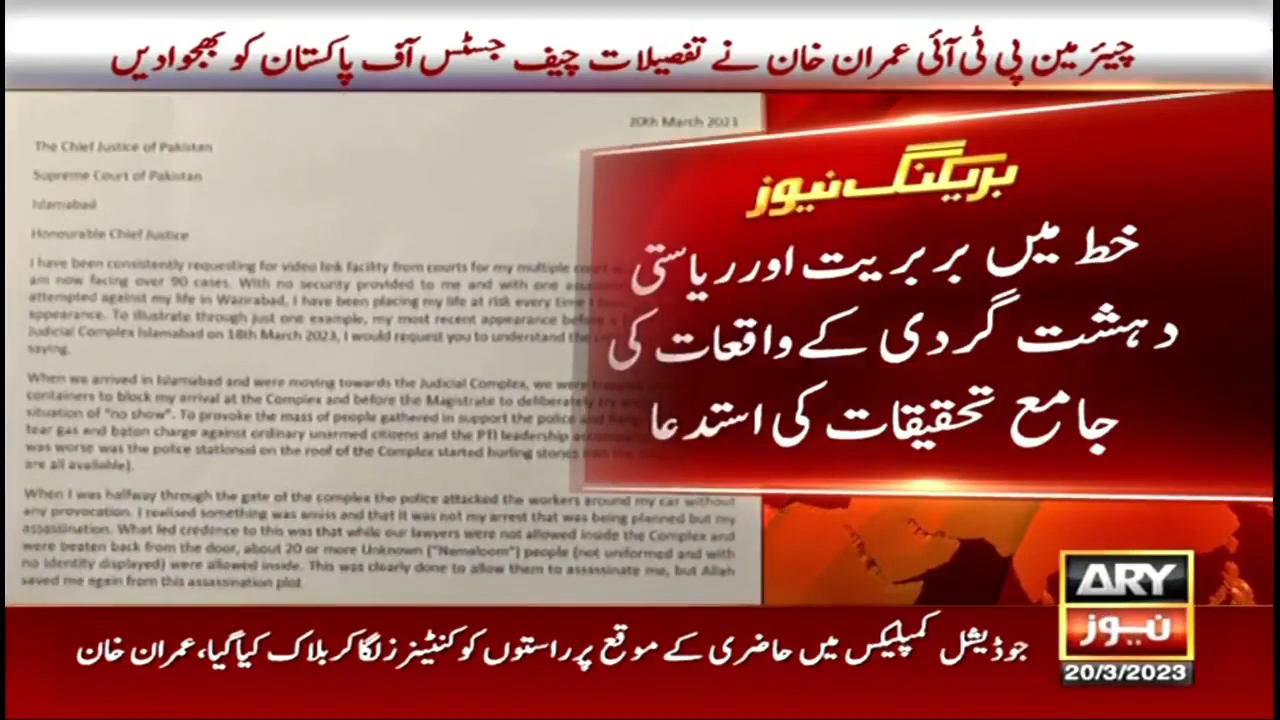 چیئرمین پی ٹی آئی عمران خان نے تفصیلات چیف جسٹس آف پاکستان کو بھجوادیں
20th March 2023
The Chief Justice of Pakistan
Supreme Court of Pakistan
Islamabad
Honourable Chief Justice
I have been consistently requesting for video link facility from courts for my multiple court
am now facing over 90 cases. With no security provided to me and with one
attempted against my life in Wazirabad, I have been placing my life at risk every time I
appearance. To illustrate through just one example, my most recent appearance before
Judicial Complex Islamabad on 18th March 2023, I would request you to understand the
saying.
When we arrived in Islamabad and were moving towards the Judicial Complex, we were
containers to block my arrival at the Complex and before the Magistrate to deliberately
situation of "no show". To provoke the mass of people gathered in support the police and
tear gas and baton charge against ordinary unarmed citizens and the PTI leadership
was worse was the police stationed on the roof of the Complex started hurling stones
are all available).
When I was halfway through the gate of the complex the police attacked the workers around my car without
any provocation. I realised something was amiss and that it was not my arrest that was being planned but my
assassination. What led credence to this was that while our lawyers were not allowed inside the Complex and
were beaten back from the door, about 20 or more Unknown ("Namaloom") people (not uniformed and with
no identity displayed) were allowed inside. This was clearly done to allow them to assassinate me, but Allah
saved me again from this assassination plot
بریکنگ نیوز
خط میں بربریت اور ریاستی
دہشت گردی کے واقعات کی
جامع تحقیقات کی استدعا
جوڈیشل کمپلیکس میں حاضری کے موقع پر راستوں کو کنٹینرز لگا کر بلاک کیا گیا، عمران خان
ARY
نیوز
20/3/2023